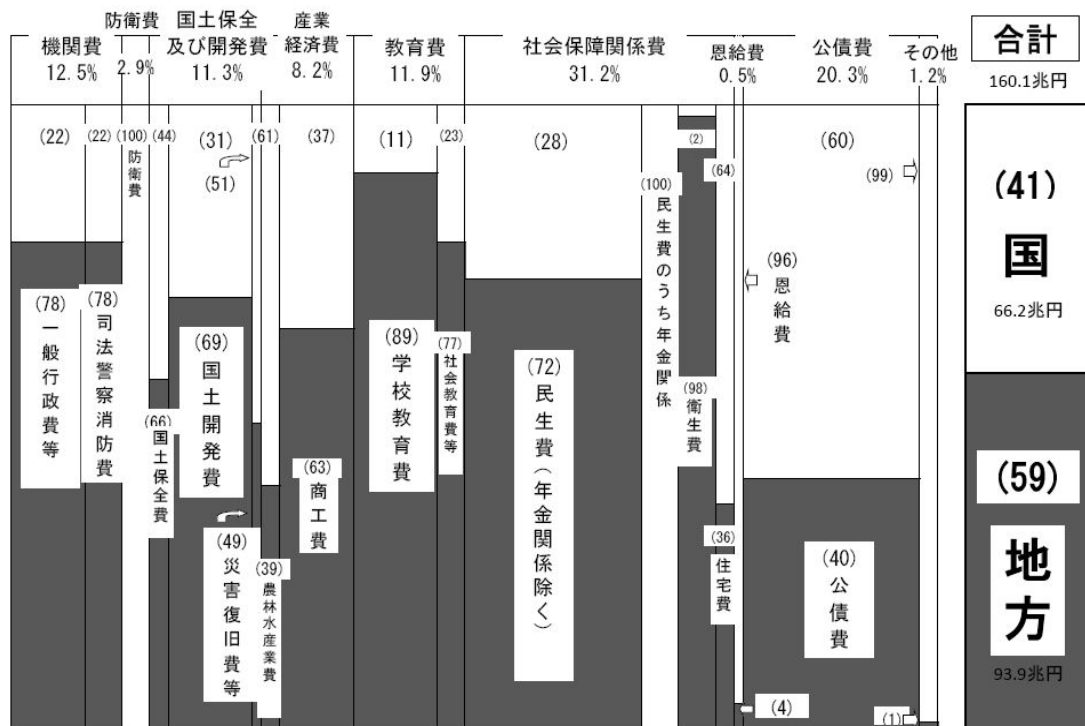 防衛費
国土保全
及び開発費
産業
経済費
機関費
教育費
社会保障関係費
恩給費
公債費
その他
合計
12.5%
2.9%
11.3%
8.2%
11.9%
31.2%
0.5%
20.3%
1.2%
160.1兆円
(22)
(22)
(100)
防衛費
(44)
(31)
(51)
(61)
(37)
(11)
(23)
(28)
(100)
民生費のうち年金関係
(2)
(64)
(60)
(99)
(41)
国
66.2兆円
(96)
恩給費
(78)
一般行政費等
(78)
司法警察消防費
(66)
国土保全費
(69)
国土開発費
(49)
災害復旧費等
(39)
農林水産業費
(63)
商工費
(89)
学校教育費
(77)
社会教育費等
(72)
民生費(年金関係除く)
(98)
衛生費
(36)
住宅費
(40)
公債費
(4)
(1)
(59)
地方
93.9兆円